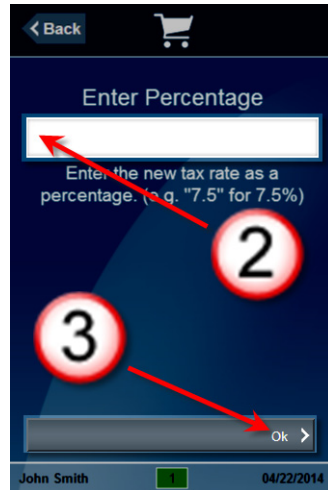 Back
Enter Percentage
Enter the new tax rate as a
percentage. (e.g. "7.5" for 7.5%)
2
3
Ok
John Smith 1 04/22/2014